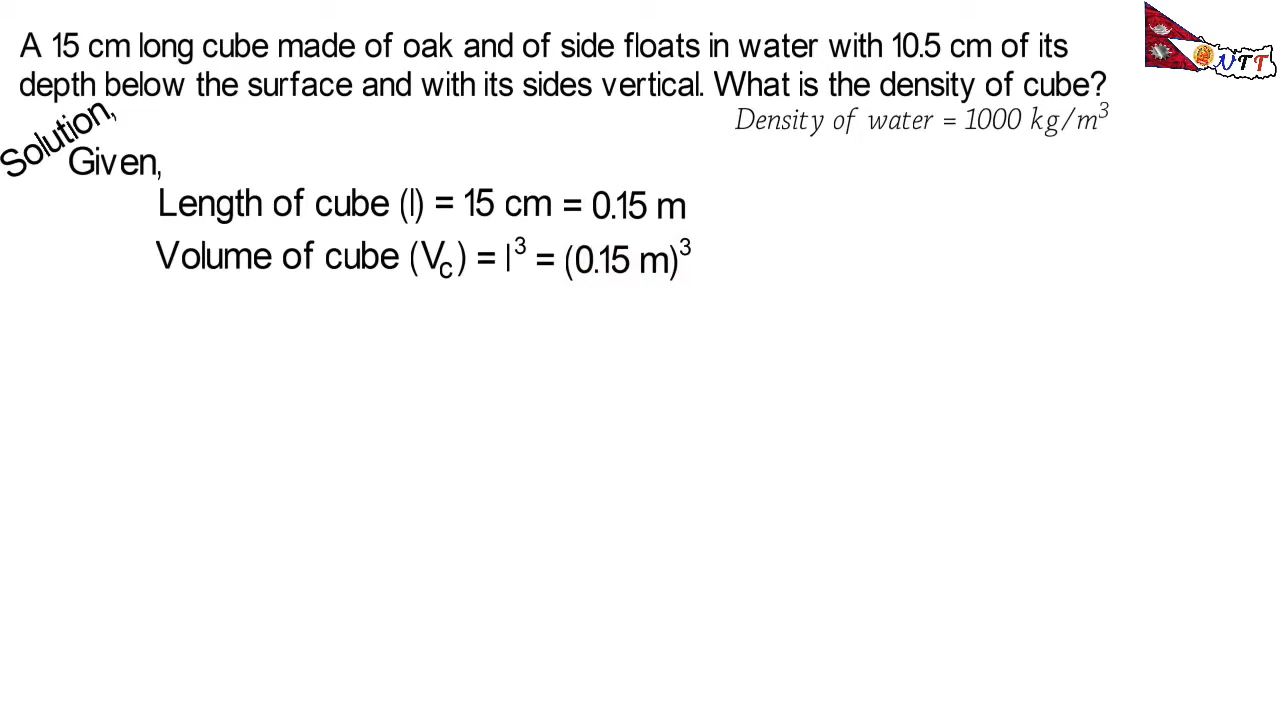 A 15 cm long cube made of oak and of side floats in water with 10.5 cm of its
depth below the surface and with its sides vertical. What is the density of cube?
Density of water = 1000 kg/m³
Solution,
Given,
Length of cube (l) = 15 cm = 0.15 m
Volume of cube (V_c) = l³ = (0.15 m)³
NTT